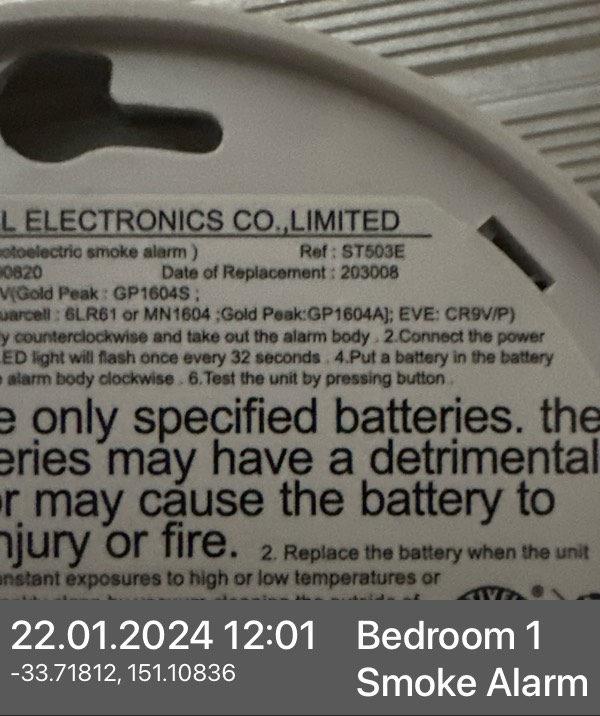 L ELECTRONICS CO.,LIMITED
otoelectric smoke alarm ) Ref : ST503E
00820 Date of Replacement : 203008
V(Gold Peak : GP1604S ;
uarcell : 6LR61 or MN1604 ;Gold Peak:GP1604A]; EVE: CR9V/P)
y counterclockwise and take out the alarm body . 2.Connect the power
ED light will flash once every 32 seconds . 4.Put a battery in the battery
alarm body clockwise . 6.Test the unit by pressing button .
e only specified batteries. the
eries may have a detrimental
or may cause the battery to
njury or fire. 2. Replace the battery when the unit
onstant exposures to high or low temperatures or
22.01.2024 12:01
-33.71812, 151.10836
Bedroom 1
Smoke Alarm